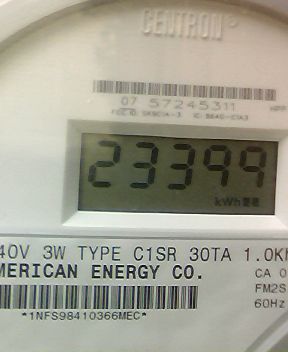 CENTRON®
07 57245311
23399
kWh
40V 3W TYPE C1SR 30TA 1.0Kh
MERICAN ENERGY CO.
CA 0
FM2S
60Hz
*1NFS98410366MEC*